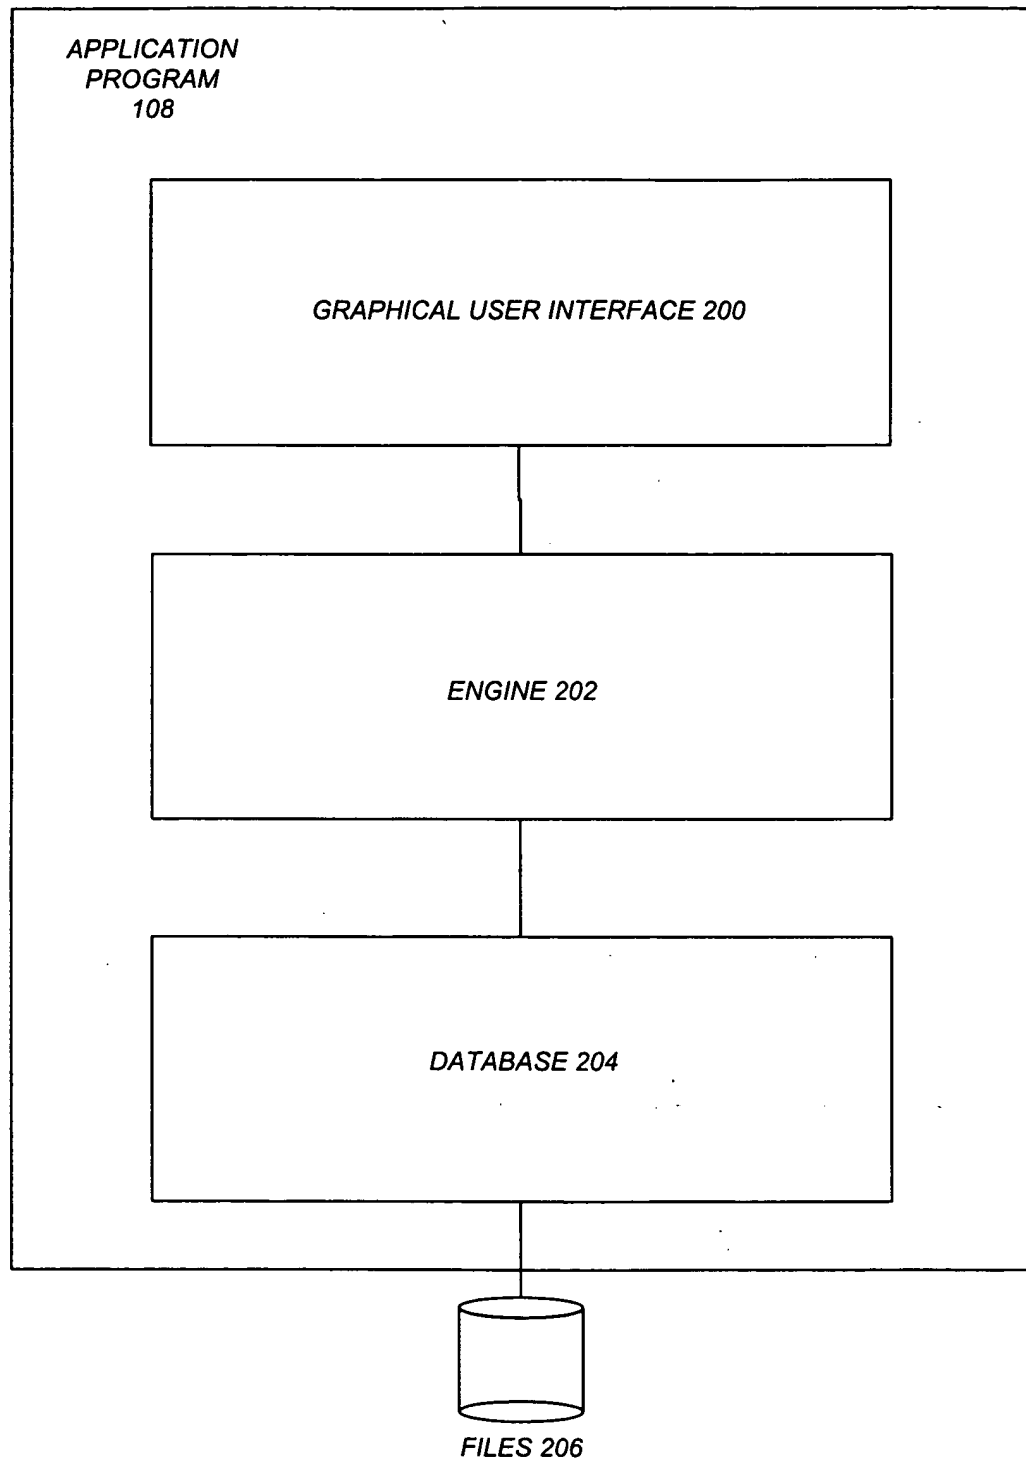 APPLICATION
PROGRAM
108
GRAPHICAL USER INTERFACE 200
ENGINE 202
DATABASE 204
FILES 206